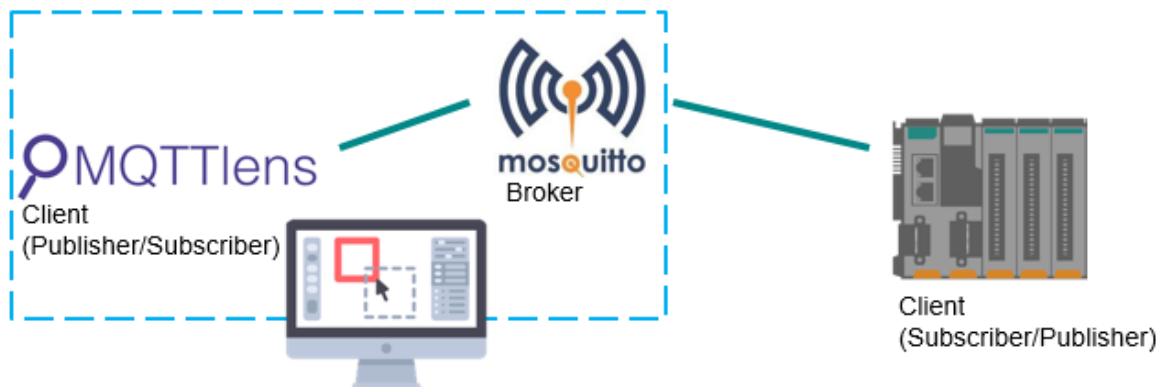 MQTTlens
Client
(Publisher/Subscriber)
mosquitto
Broker
Client
(Subscriber/Publisher)